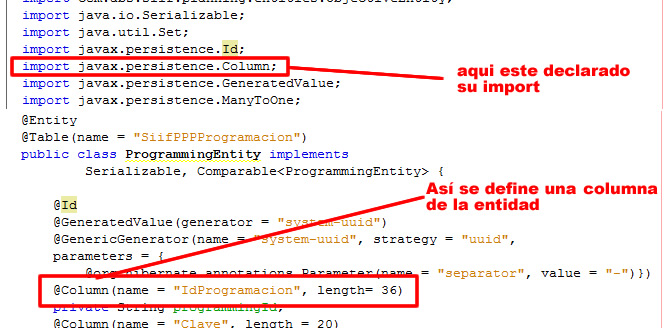 import java.io.Serializable;
import java.util.Set;
import javax.persistence.Id;
import javax.persistence.Column;
import javax.persistence.GeneratedValue;
import javax.persistence.ManyToOne;
aqui este declarado
su import
@Entity
@Table(name = "SiifPPPProgramacion")
public class ProgrammingEntity implements
Serializable, Comparable<ProgrammingEntity> {
Así se define una columna
de la entidad
@Id
@GeneratedValue(generator = "system-uuid")
@GenericGenerator(name = "system-uuid", strategy = "uuid",
parameters = {
@org.hibernate.annotations.Parameter(name = "separator", value = "-")})
@Column(name = "IdProgramacion", length= 36)
private String programmingId;
@Column(name = "Clave", length = 20)